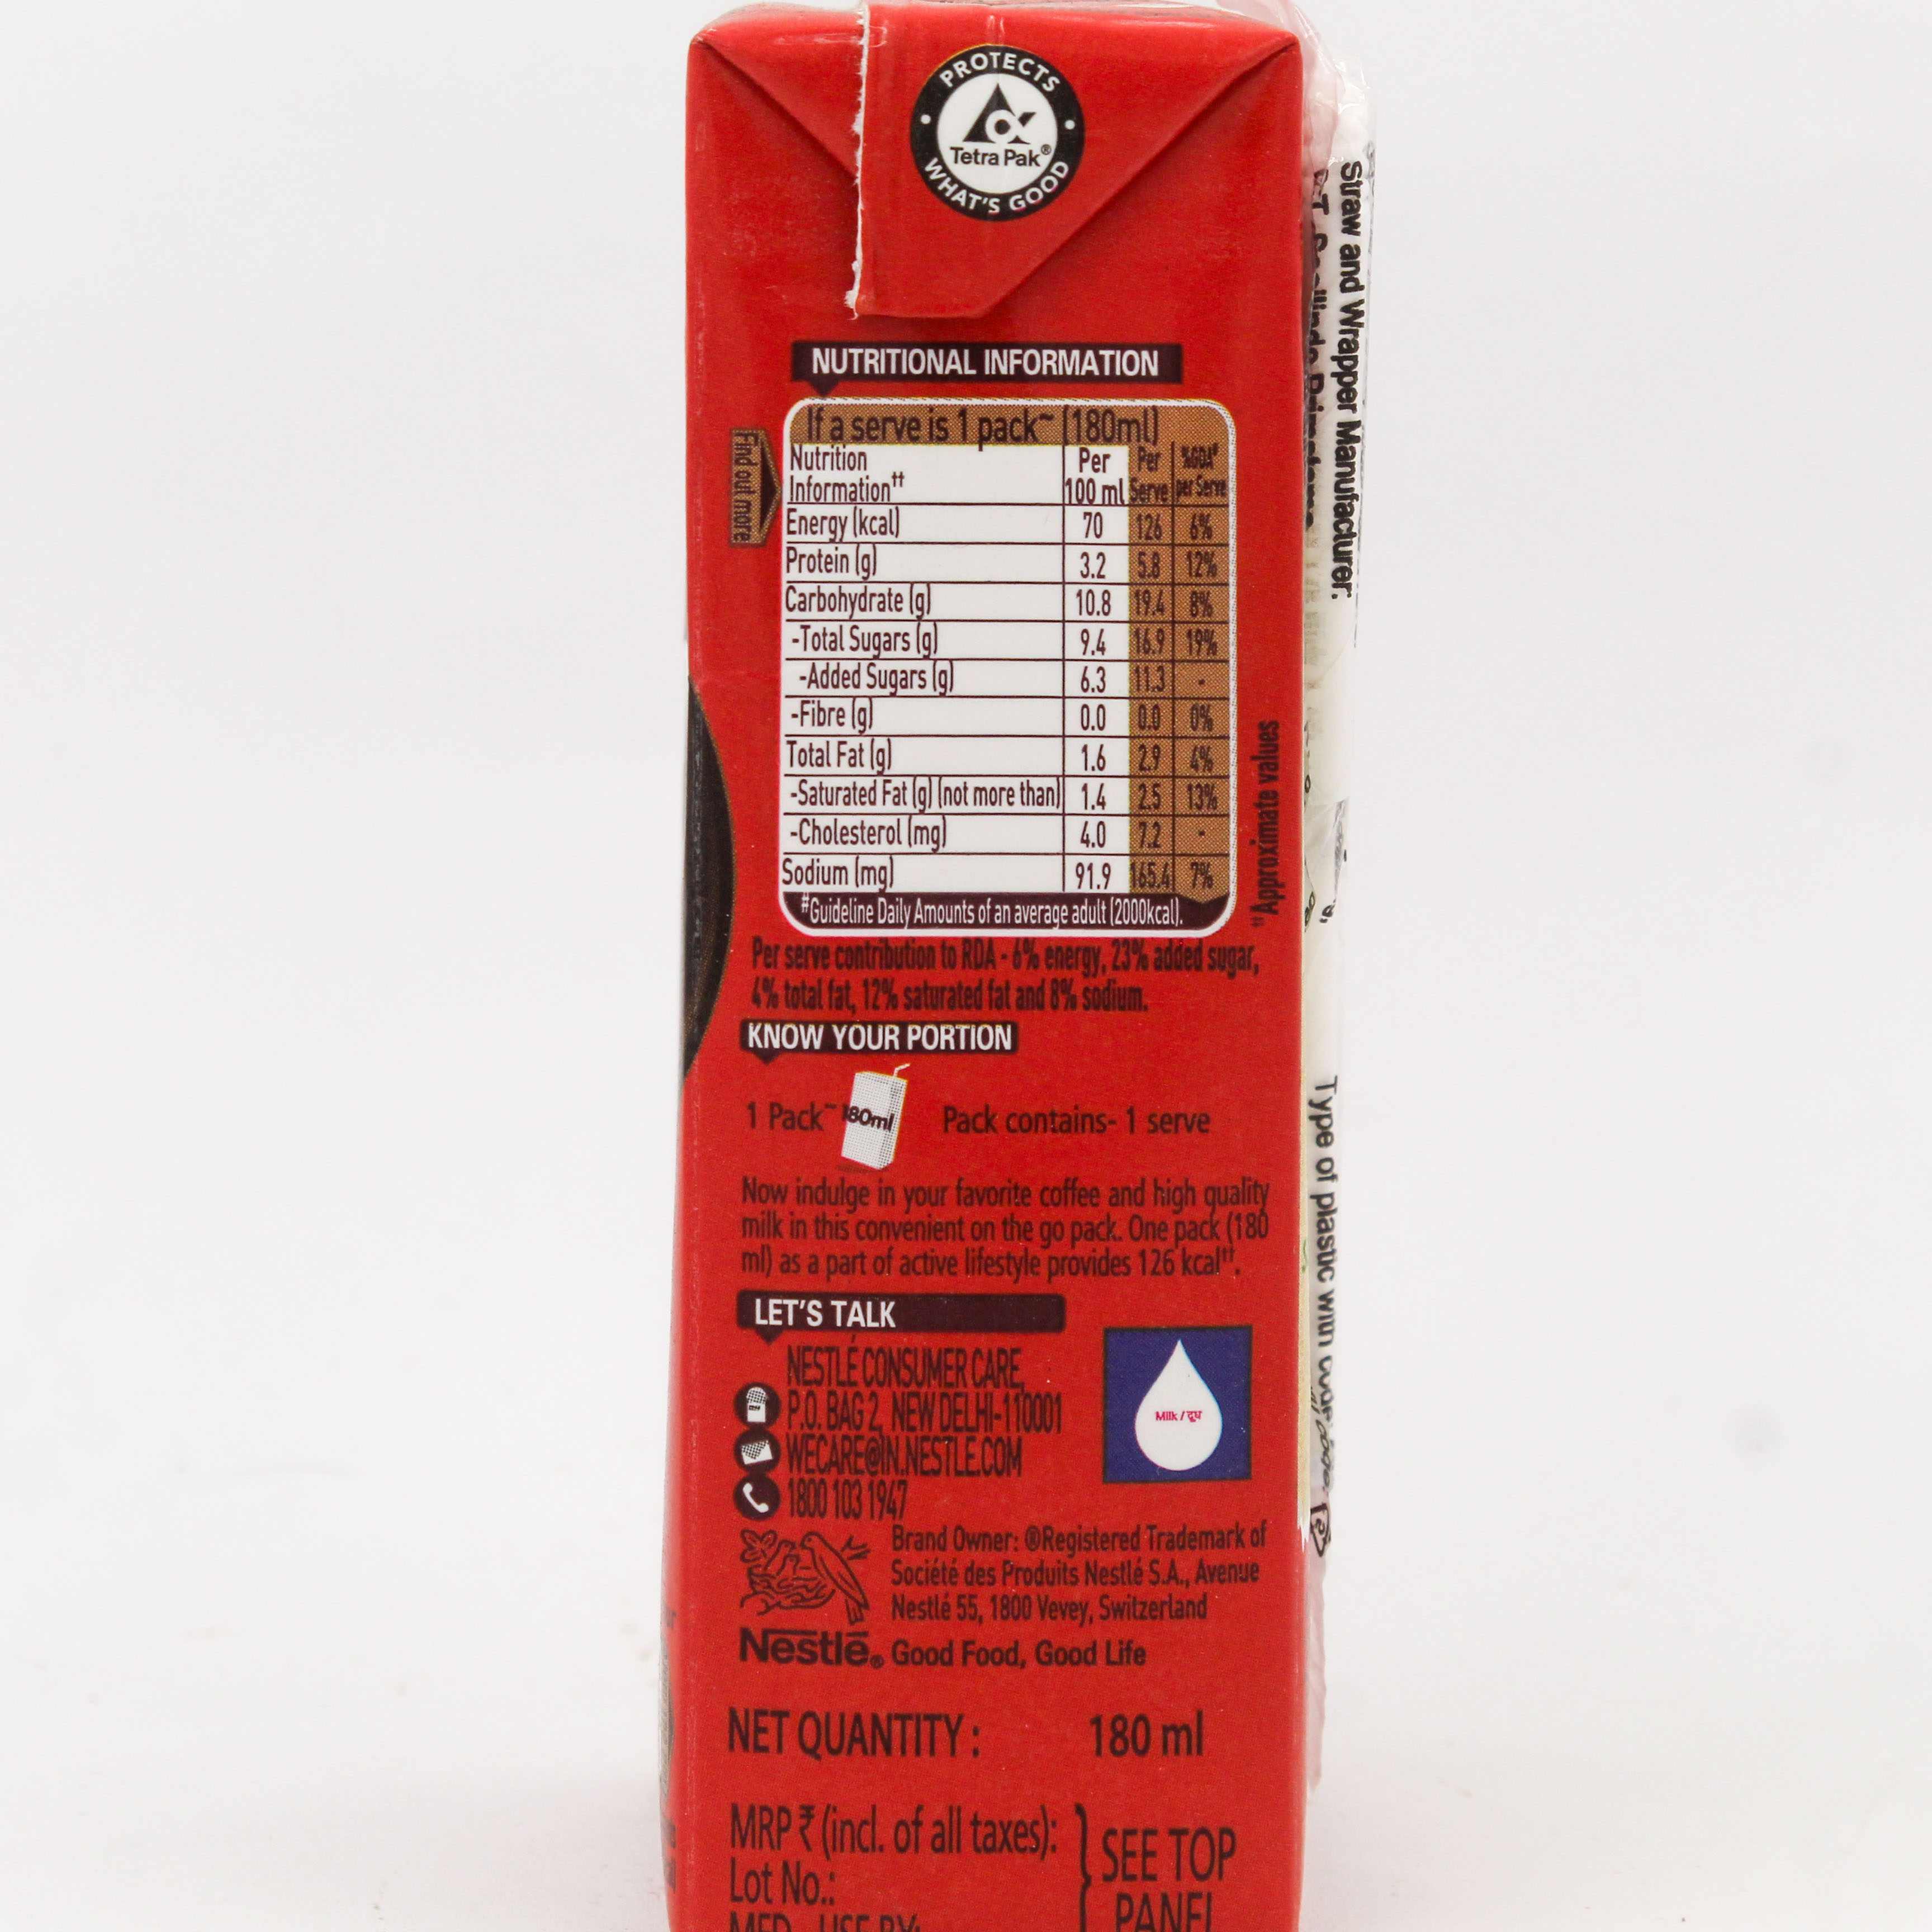 PROTECTS
Tetra Pak®
WHAT'S GOOD
NUTRITIONAL INFORMATION
Find out more
If a serve is 1 pack~ (180ml)
Nutrition Information†† Per 100 ml Per Serve %GDA# per Serve
Energy (kcal) 70 126 6%
Protein (g) 3.2 5.8 12%
Carbohydrate (g) 10.8 19.4 8%
-Total Sugars (g) 9.4 16.9 19%
-Added Sugars (g) 6.3 11.3 -
-Fibre (g) 0.0 0.0 0%
Total Fat (g) 1.6 2.9 4%
-Saturated Fat (g) (not more than) 1.4 2.5 13%
-Cholesterol (mg) 4.0 7.2 -
Sodium (mg) 91.9 165.4 7%
#Guideline Daily Amounts of an average adult (2000kcal).
††Approximate values
Per serve contribution to RDA - 6% energy, 23% added sugar,
4% total fat, 12% saturated fat and 8% sodium.
KNOW YOUR PORTION
1 Pack~ 180ml Pack contains- 1 serve
Now indulge in your favorite coffee and high quality
milk in this convenient on the go pack. One pack (180
ml) as a part of active lifestyle provides 126 kcal††.
LET'S TALK
NESTLÉ CONSUMER CARE,
P.O. BAG 2, NEW DELHI-110001
WECARE@IN.NESTLE.COM
1800 103 1947
Milk / दूध
Brand Owner: ®Registered Trademark of
Société des Produits Nestlé S.A., Avenue
Nestlé 55, 1800 Vevey, Switzerland
Nestlé® Good Food, Good Life
NET QUANTITY : 180 ml
MRP ₹ (incl. of all taxes):
Lot No.:
SEE TOP
PANEL
Straw and Wrapper Manufacturer:
Type of plastic with